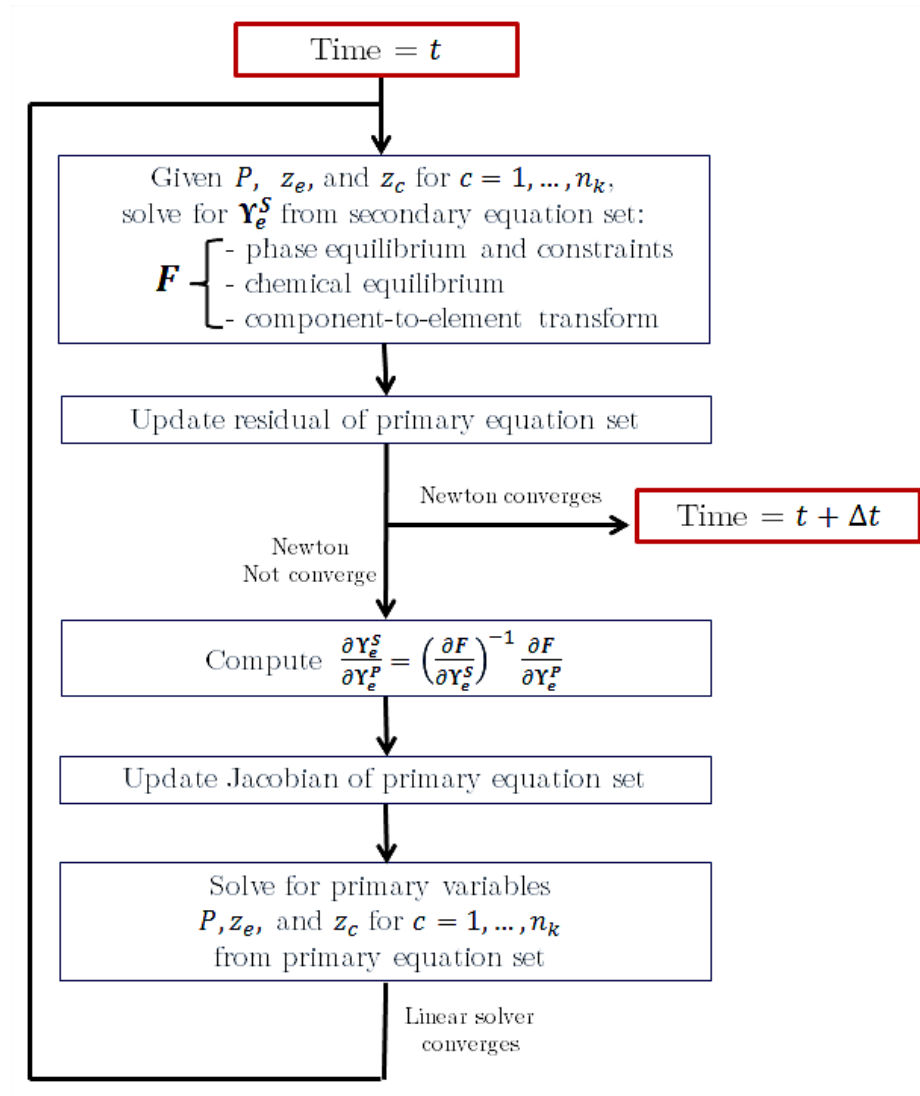 Time = t
Given P, z_e, and z_c for c = 1, …, n_k,
solve for Υ_e^S from secondary equation set:
F
- phase equilibrium and constraints
- chemical equilibrium
- component-to-element transform
Update residual of primary equation set
Newton converges
Time = t + Δt
Newton
Not converge
Compute ∂Υ_e^S/∂Υ_e^P = (∂F/∂Υ_e^S)^−1 ∂F/∂Υ_e^P
Update Jacobian of primary equation set
Solve for primary variables
P, z_e, and z_c for c = 1, …, n_k
from primary equation set
Linear solver
converges